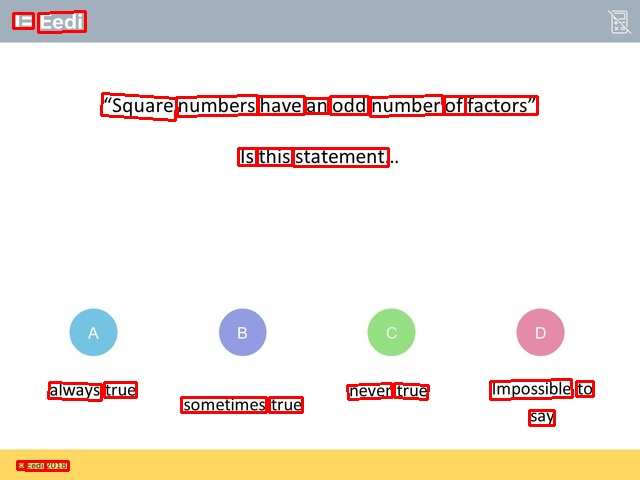 Eedi
“Square numbers have an odd number of factors”
Is this statement...
A
B
C
D
always true
sometimes true
never true
Impossible to say
© Eedi 2018